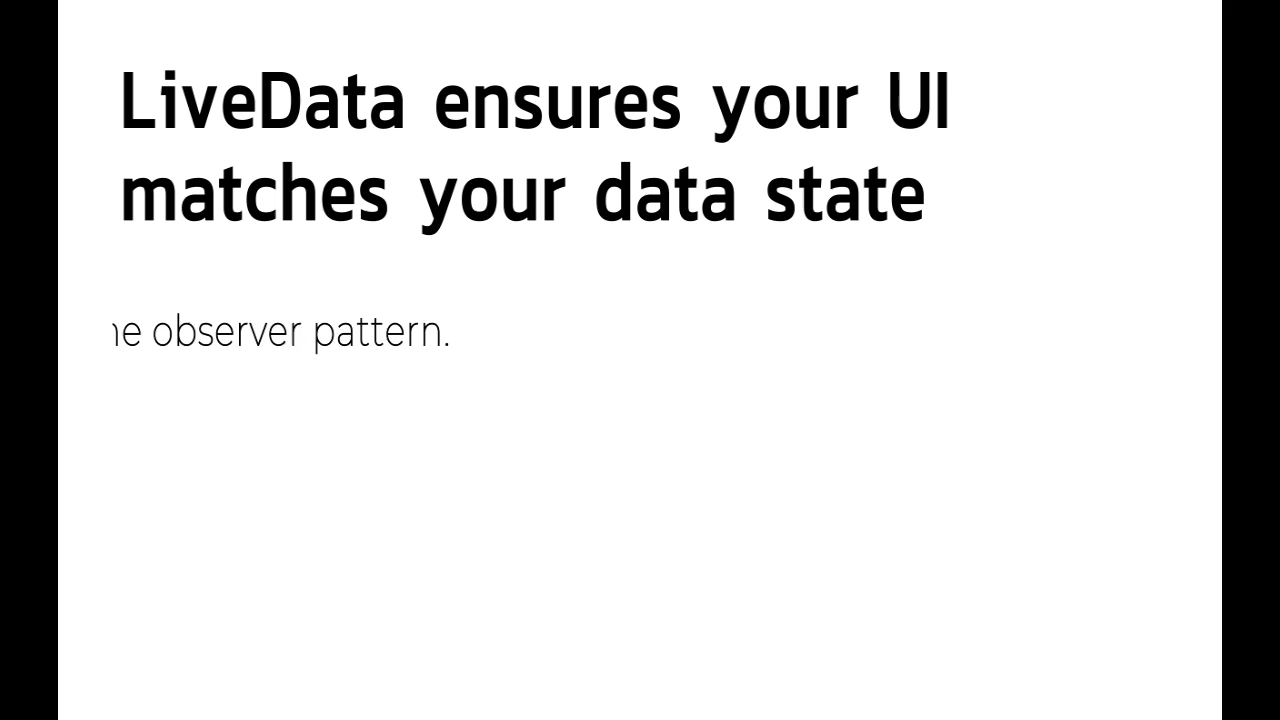 LiveData ensures your UI
matches your data state
observer pattern.